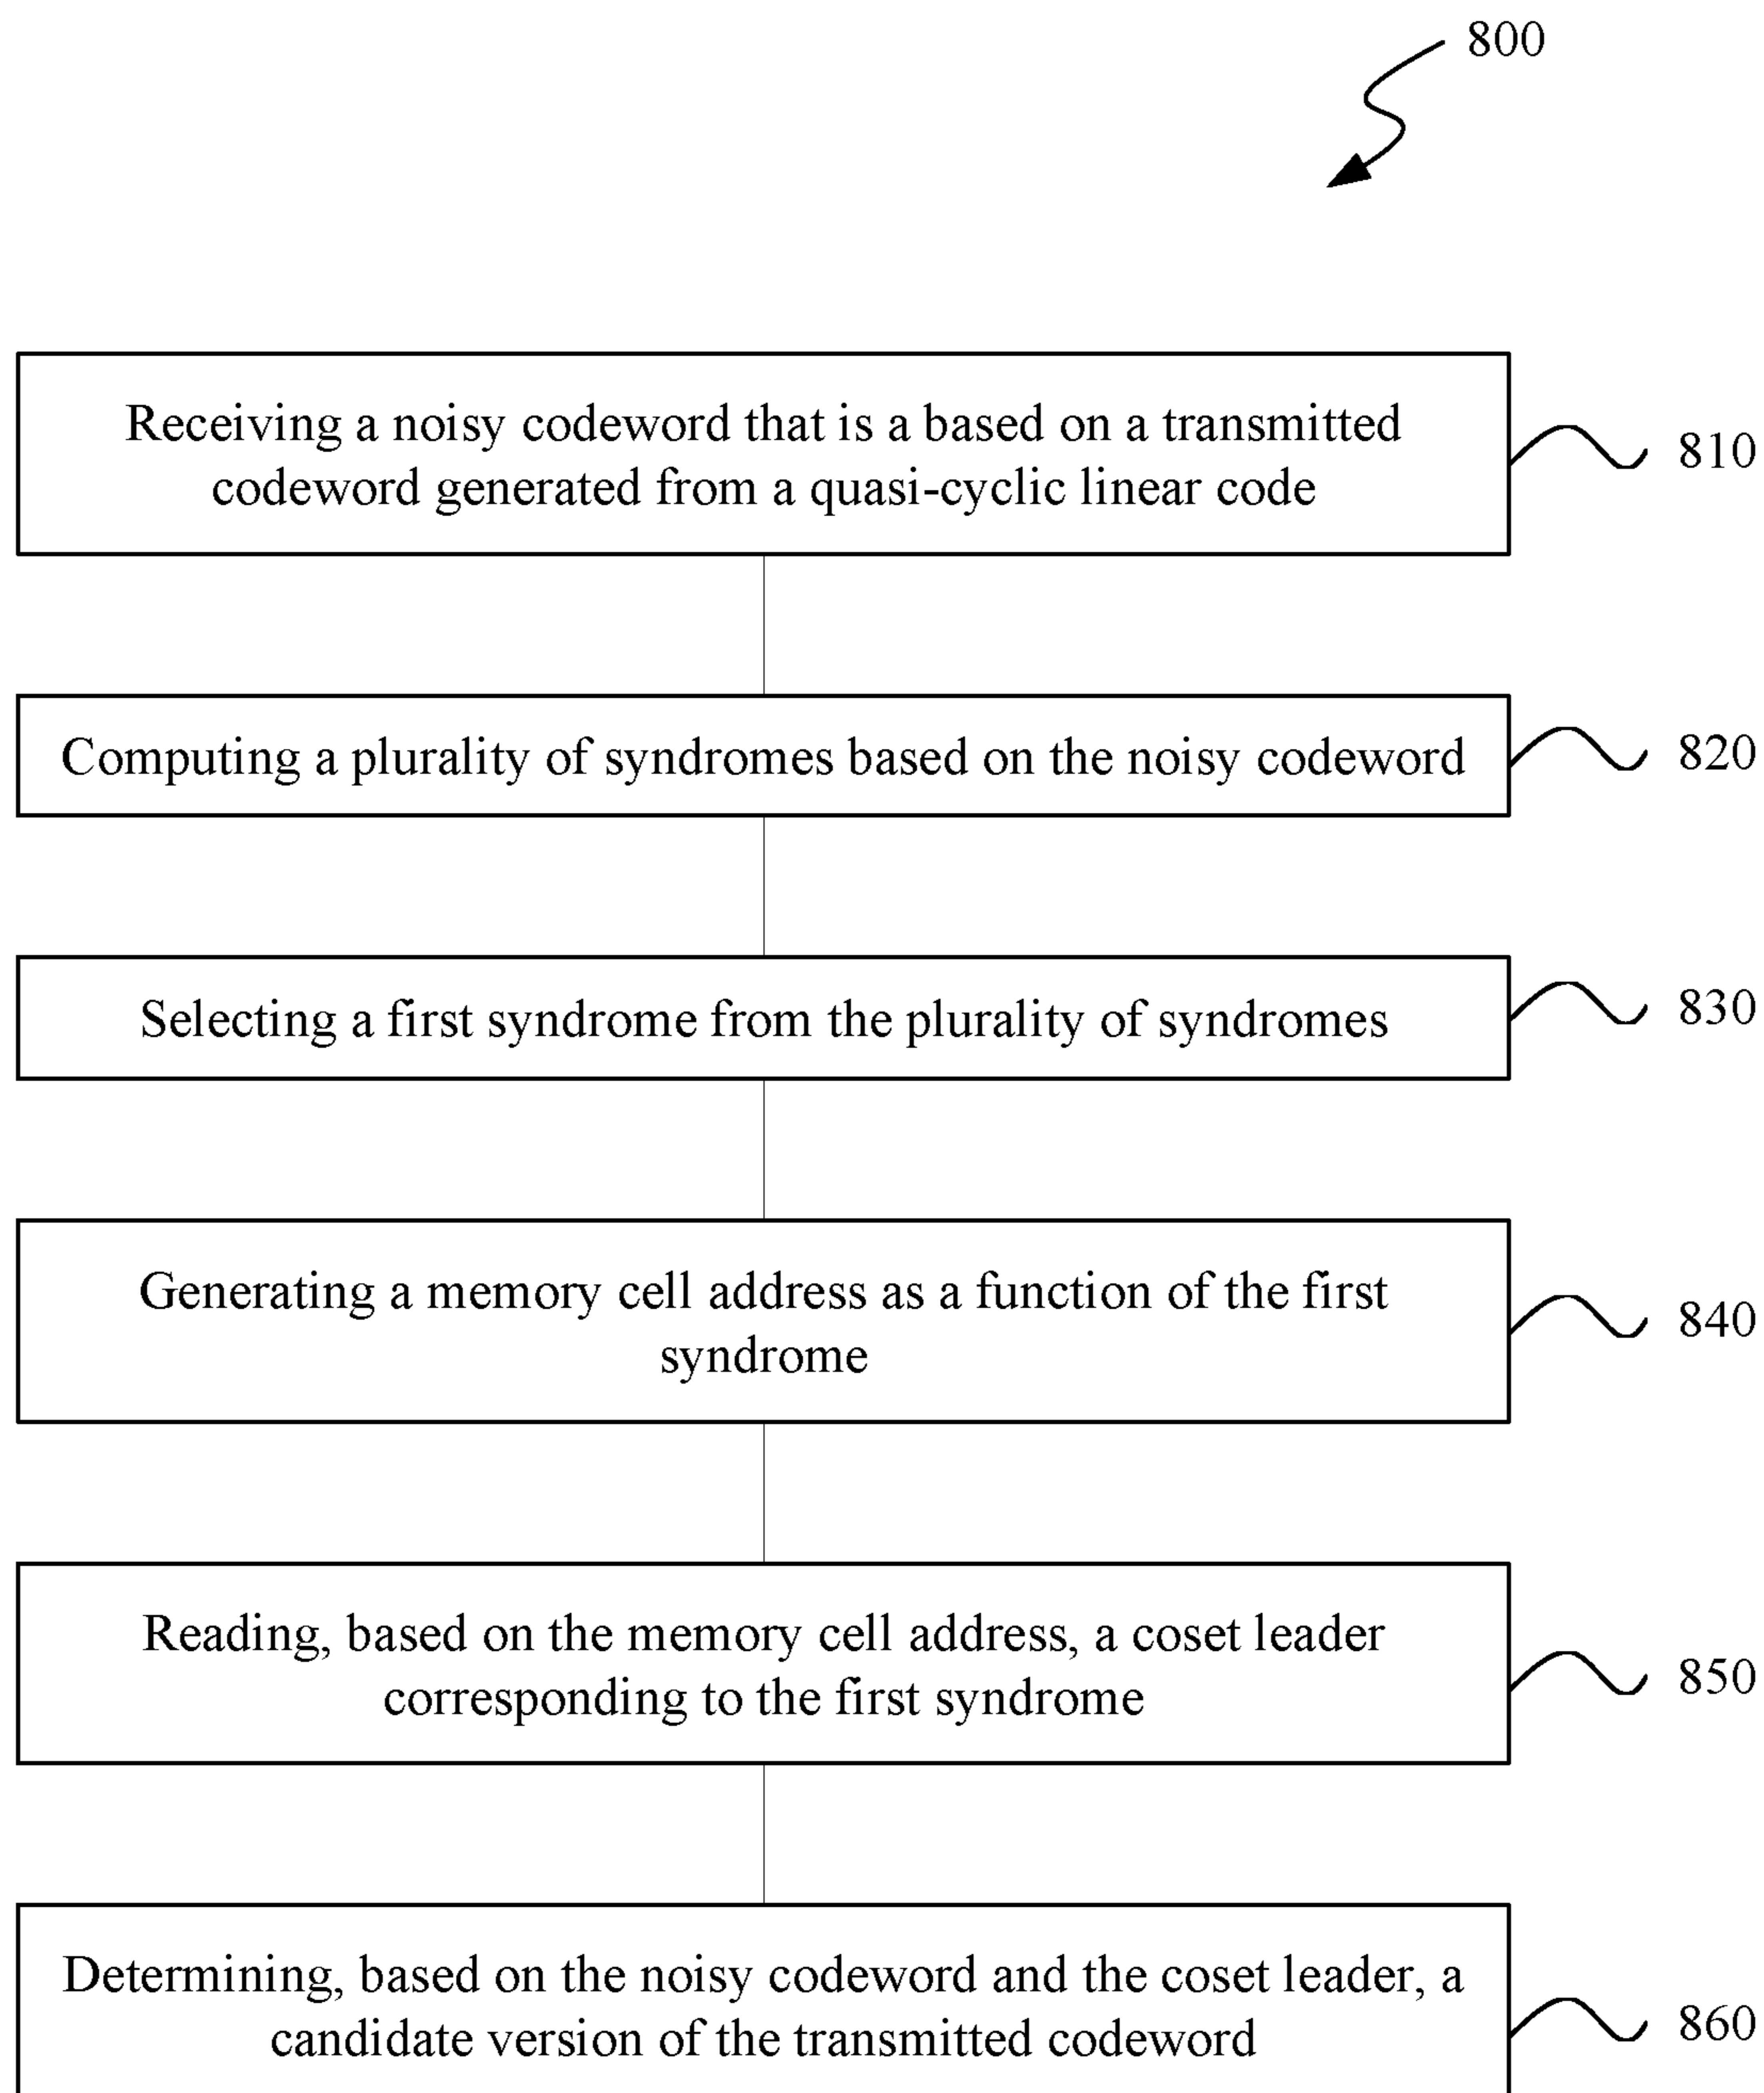 800
Receiving a noisy codeword that is a based on a transmitted
codeword generated from a quasi-cyclic linear code
810
Computing a plurality of syndromes based on the noisy codeword
820
Selecting a first syndrome from the plurality of syndromes
830
Generating a memory cell address as a function of the first
syndrome
840
Reading, based on the memory cell address, a coset leader
corresponding to the first syndrome
850
Determining, based on the noisy codeword and the coset leader, a
candidate version of the transmitted codeword
860